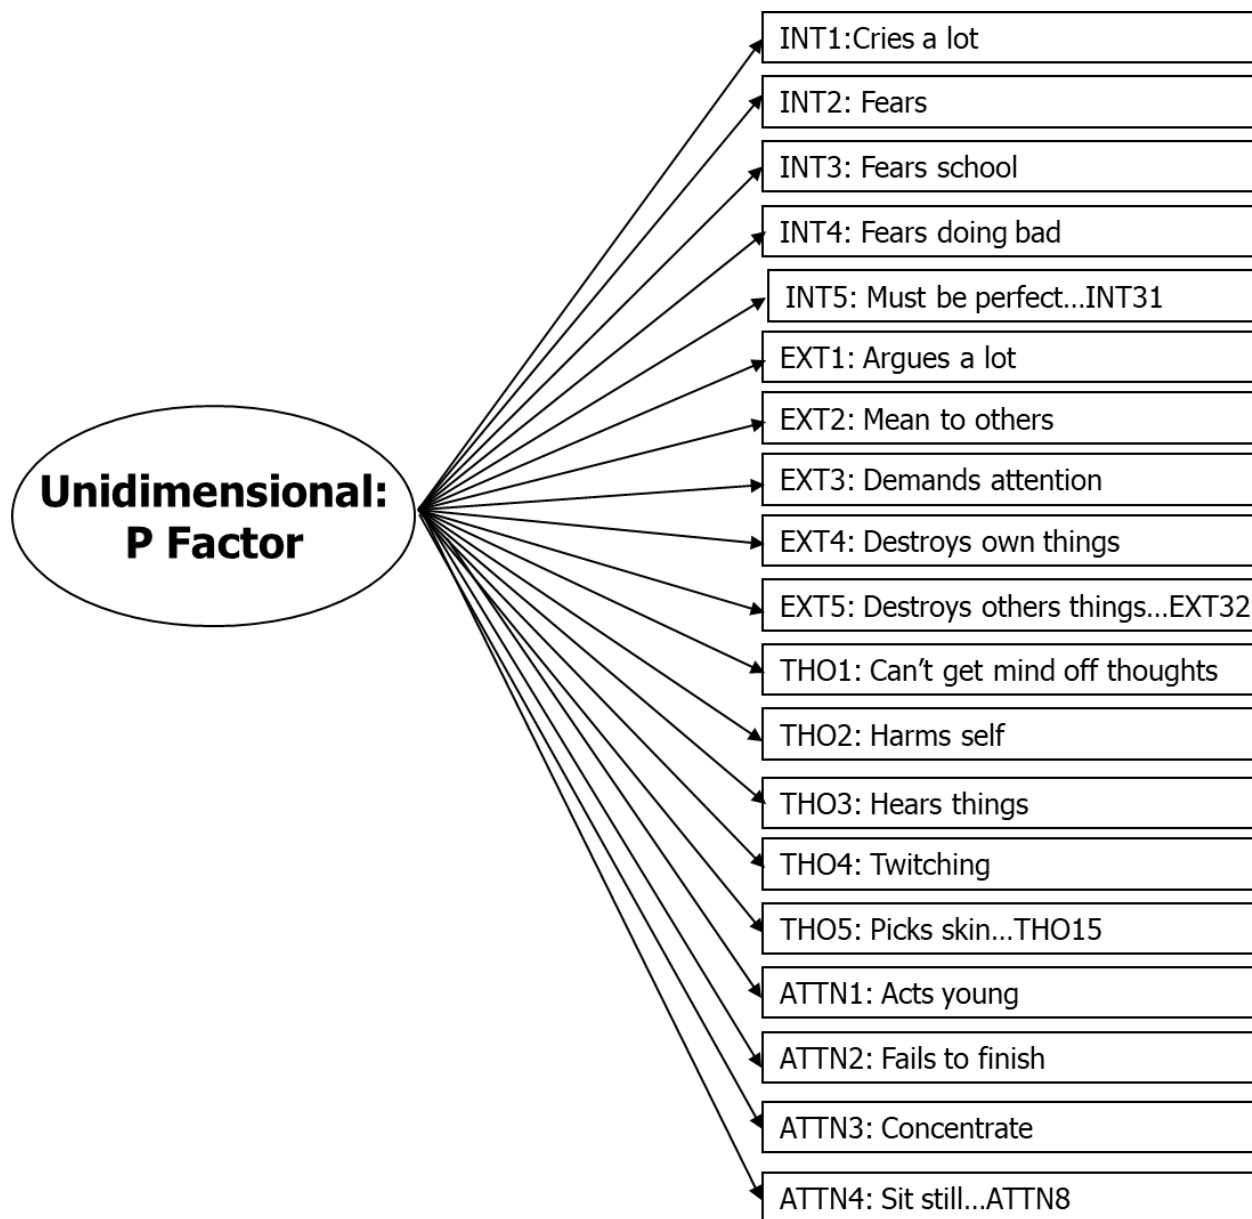 INT1:Cries a lot
INT2: Fears
INT3: Fears school
INT4: Fears doing bad
INT5: Must be perfect...INT31
EXT1: Argues a lot
EXT2: Mean to others
EXT3: Demands attention
EXT4: Destroys own things
EXT5: Destroys others things...EXT32
Unidimensional:
P Factor
THO1: Can't get mind off thoughts
THO2: Harms self
THO3: Hears things
THO4: Twitching
THO5: Picks skin...THO15
ATTN1: Acts young
ATTN2: Fails to finish
ATTN3: Concentrate
ATTN4: Sit still...ATTN8